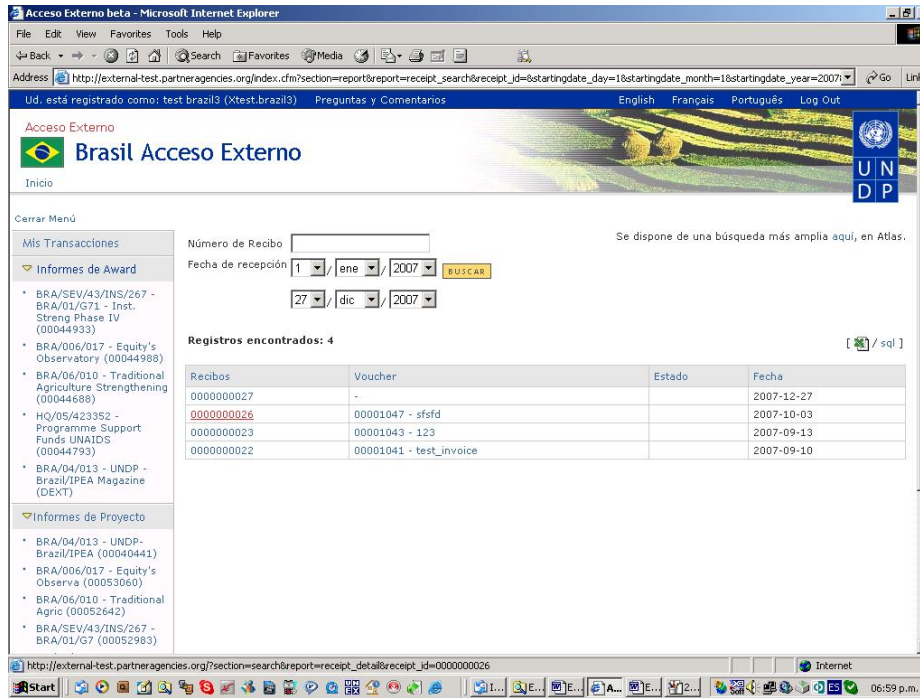 Acceso Externo beta - Microsoft Internet Explorer
File Edit View Favorites Tools Help
Back Search Favorites Media
Address http://external-test.partneragencies.org/index.cfm?section=report&report=receipt_search&receipt_id=&startingdate_day=1&startingdate_month=1&startingdate_year=2007 Go
Ud. está registrado como: test brazil3 (Xtest.brazil3) Preguntas y Comentarios English Français Português Log Out
Acceso Externo
Brasil Acceso Externo
Inicio
U N
D P
Cerrar Menú
Mis Transacciones
Informes de Award
BRA/SEV/43/INS/267 -
BRA/01/G71 - Inst.
Streng Phase IV
(00044933)
BRA/006/017 - Equity's
Observatory (00044988)
BRA/06/010 - Traditional
Agriculture Strengthening
(00044688)
HQ/05/423352 -
Programme Support
Funds UNAIDS
(00044793)
BRA/04/013 - UNDP -
Brazil/IPEA Magazine
(DEXT)
Informes de Proyecto
BRA/04/013 - UNDP-
Brazil/IPEA (00040441)
BRA/006/017 - Equity's
Observa (00053060)
BRA/06/010 - Traditional
Agric (00052642)
BRA/SEV/43/INS/267 -
BRA/01/G7 (00052983)
Número de Recibo
Se dispone de una búsqueda más amplia aquí, en Atlas.
Fecha de recepción 1 / ene / 2007 BUSCAR
27 / dic / 2007
Registros encontrados: 4 [ / sql ]
Recibos Voucher Estado Fecha
0000000027 - 2007-12-27
0000000026 00001047 - sfsfd 2007-10-03
0000000023 00001043 - 123 2007-09-13
0000000022 00001041 - test_invoice 2007-09-10
http://external-test.partneragencies.org/?section=search&report=receipt_detail&receipt_id=0000000026 Internet
Start I... E... E... A... E... 2... ES 06:59 p.m.